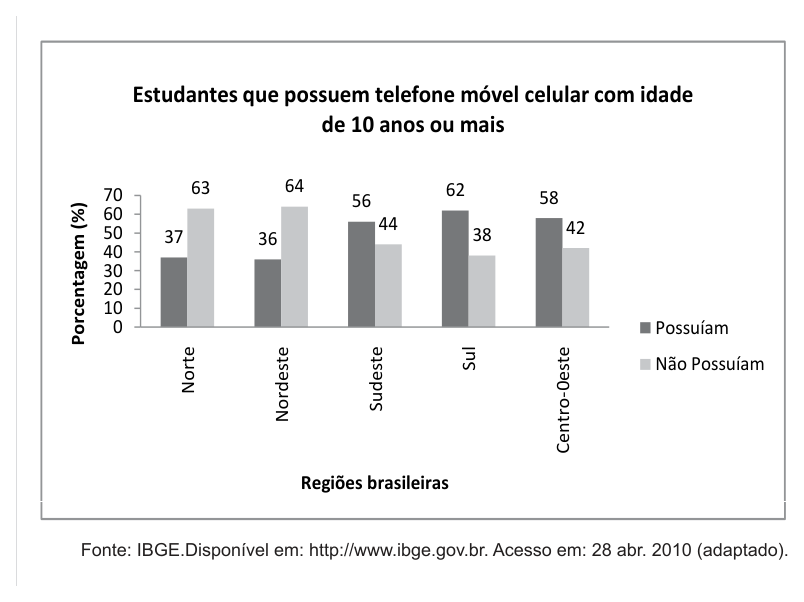 Estudantes que possuem telefone móvel celular com idade
de 10 anos ou mais
Porcentagem (%)
70
60
50
40
30
20
10
0
37
63
36
64
56
44
62
38
58
42
Norte
Nordeste
Sudeste
Sul
Centro-0este
Possuíam
Não Possuíam
Regiões brasileiras
Fonte: IBGE.Disponível em: http://www.ibge.gov.br. Acesso em: 28 abr. 2010 (adaptado).